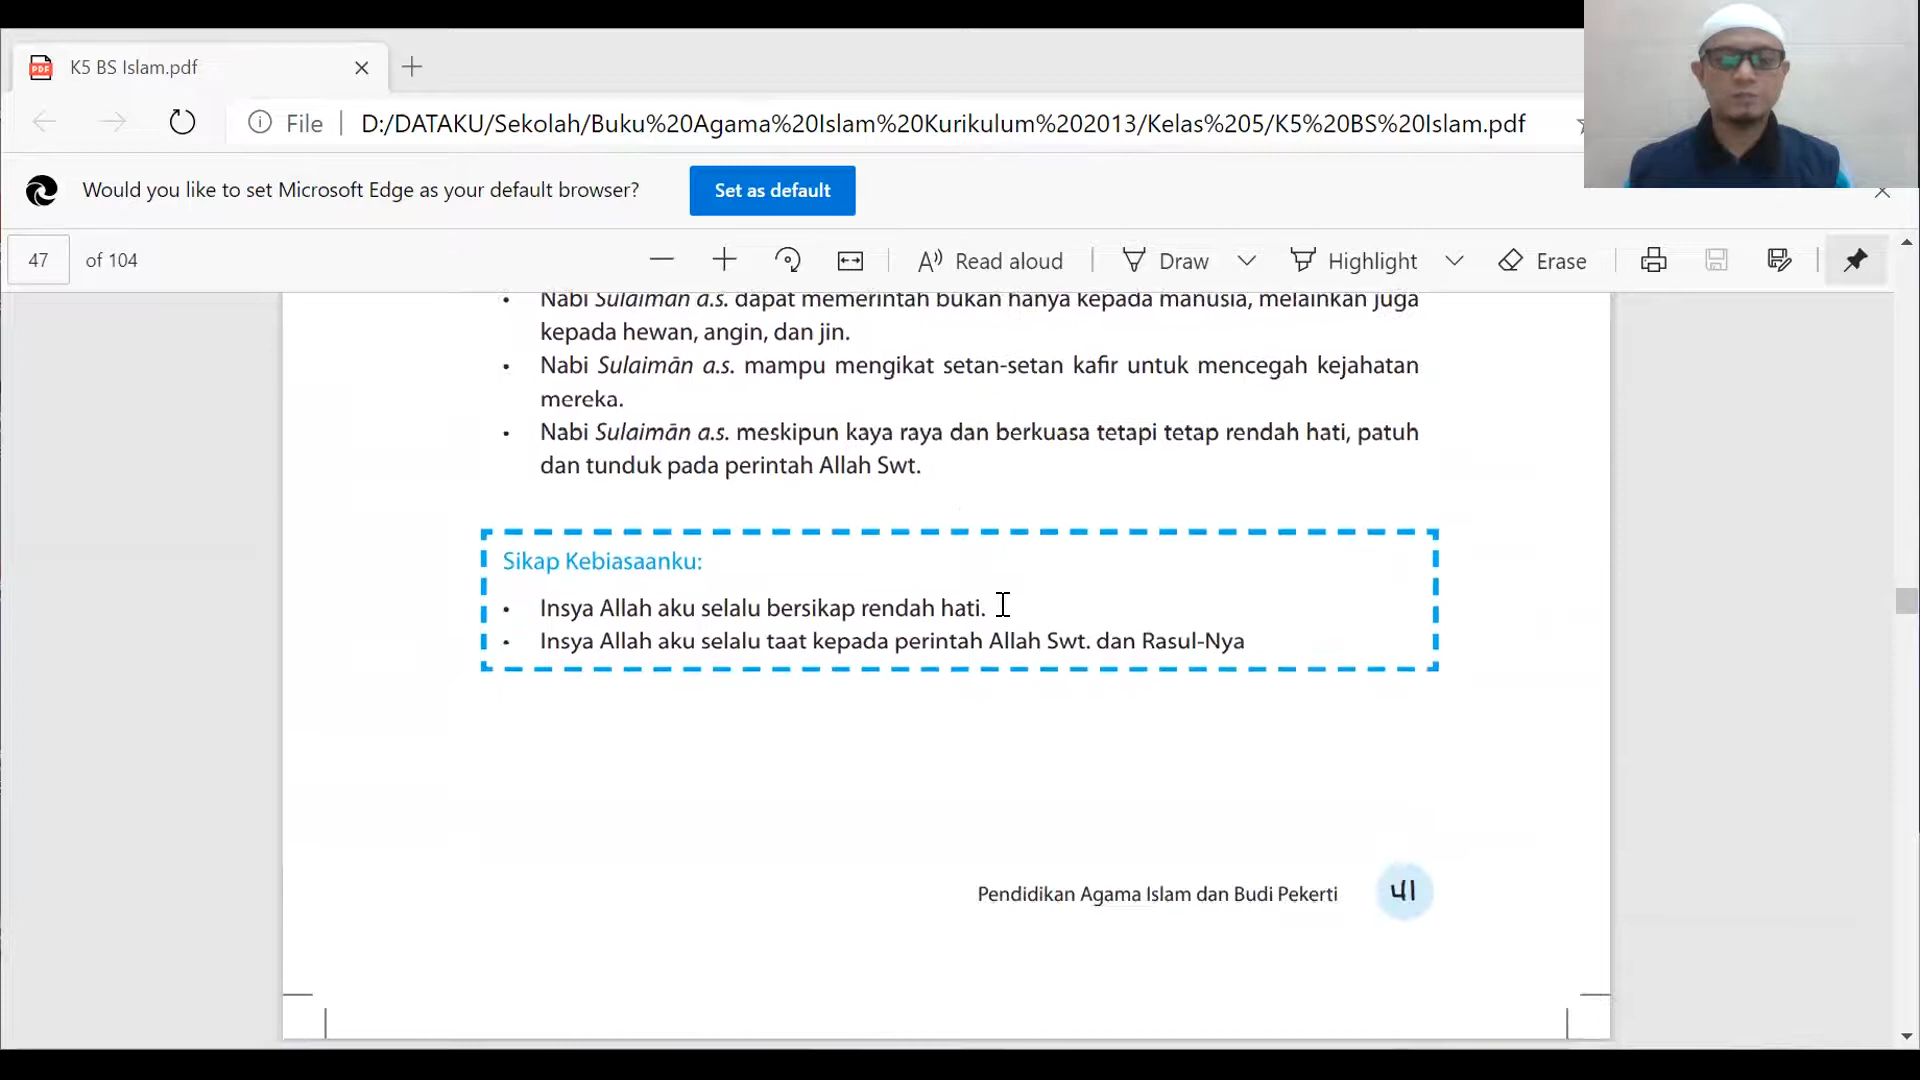 K5 BS Islam.pdf
File D:/DATAKU/Sekolah/Buku%20Agama%20Islam%20Kurikulum%202013/Kelas%205/K5%20BS%20Islam.pdf
Would you like to set Microsoft Edge as your default browser? Set as default
47 of 104 Read aloud Draw Highlight Erase
• Nabi Sulaimān a.s. dapat memerintah bukan hanya kepada manusia, melainkan juga
kepada hewan, angin, dan jin.
• Nabi Sulaimān a.s. mampu mengikat setan-setan kafir untuk mencegah kejahatan
mereka.
• Nabi Sulaimān a.s. meskipun kaya raya dan berkuasa tetapi tetap rendah hati, patuh
dan tunduk pada perintah Allah Swt.
Sikap Kebiasaanku:
• Insya Allah aku selalu bersikap rendah hati.
• Insya Allah aku selalu taat kepada perintah Allah Swt. dan Rasul-Nya
Pendidikan Agama Islam dan Budi Pekerti 41